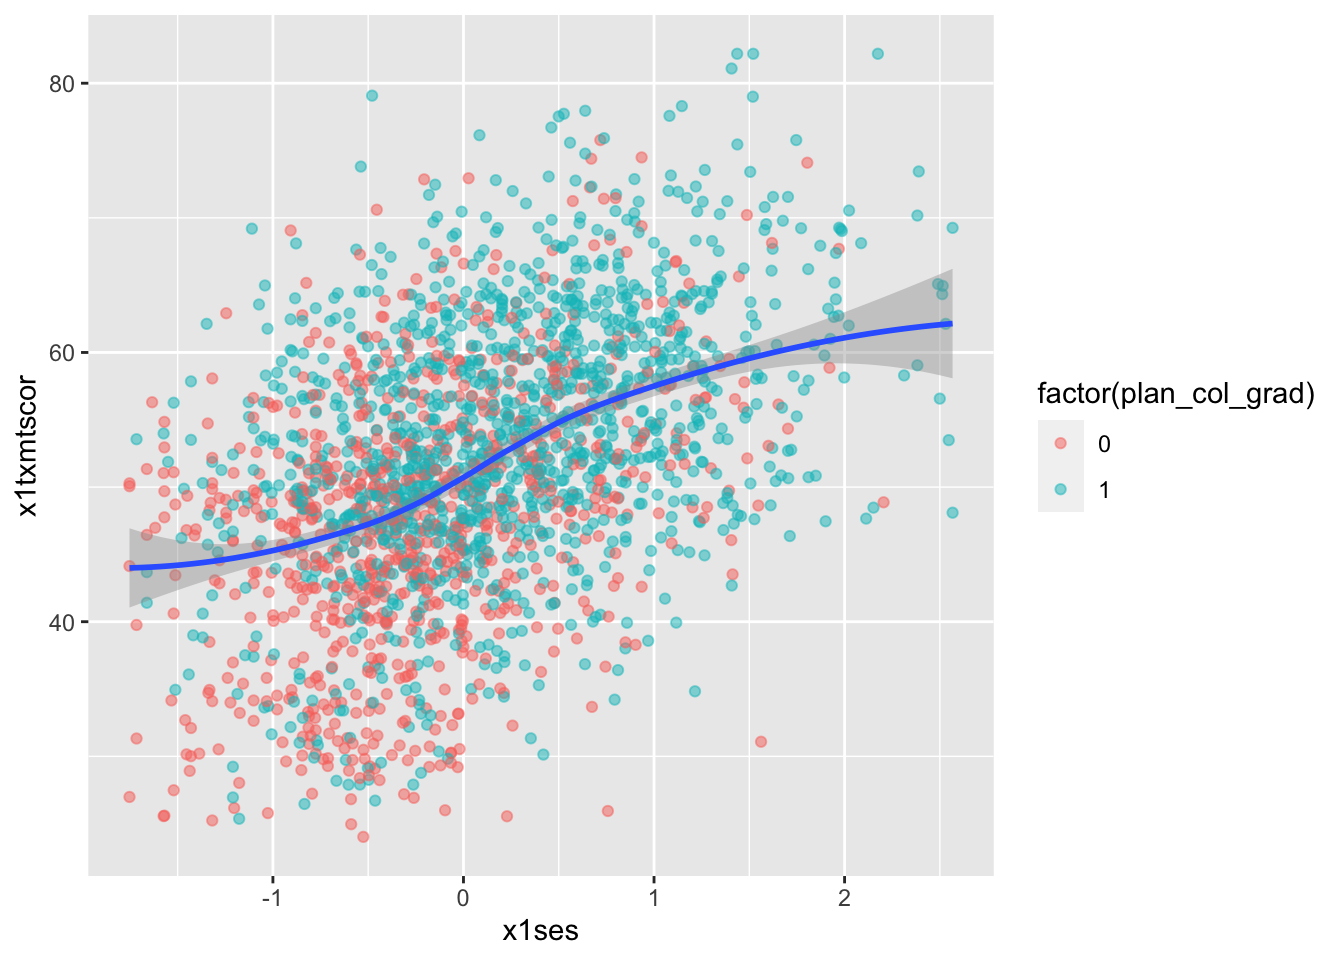 80
60
40
x1txmtscor
-1 0 1 2
x1ses
factor(plan_col_grad)
0
1